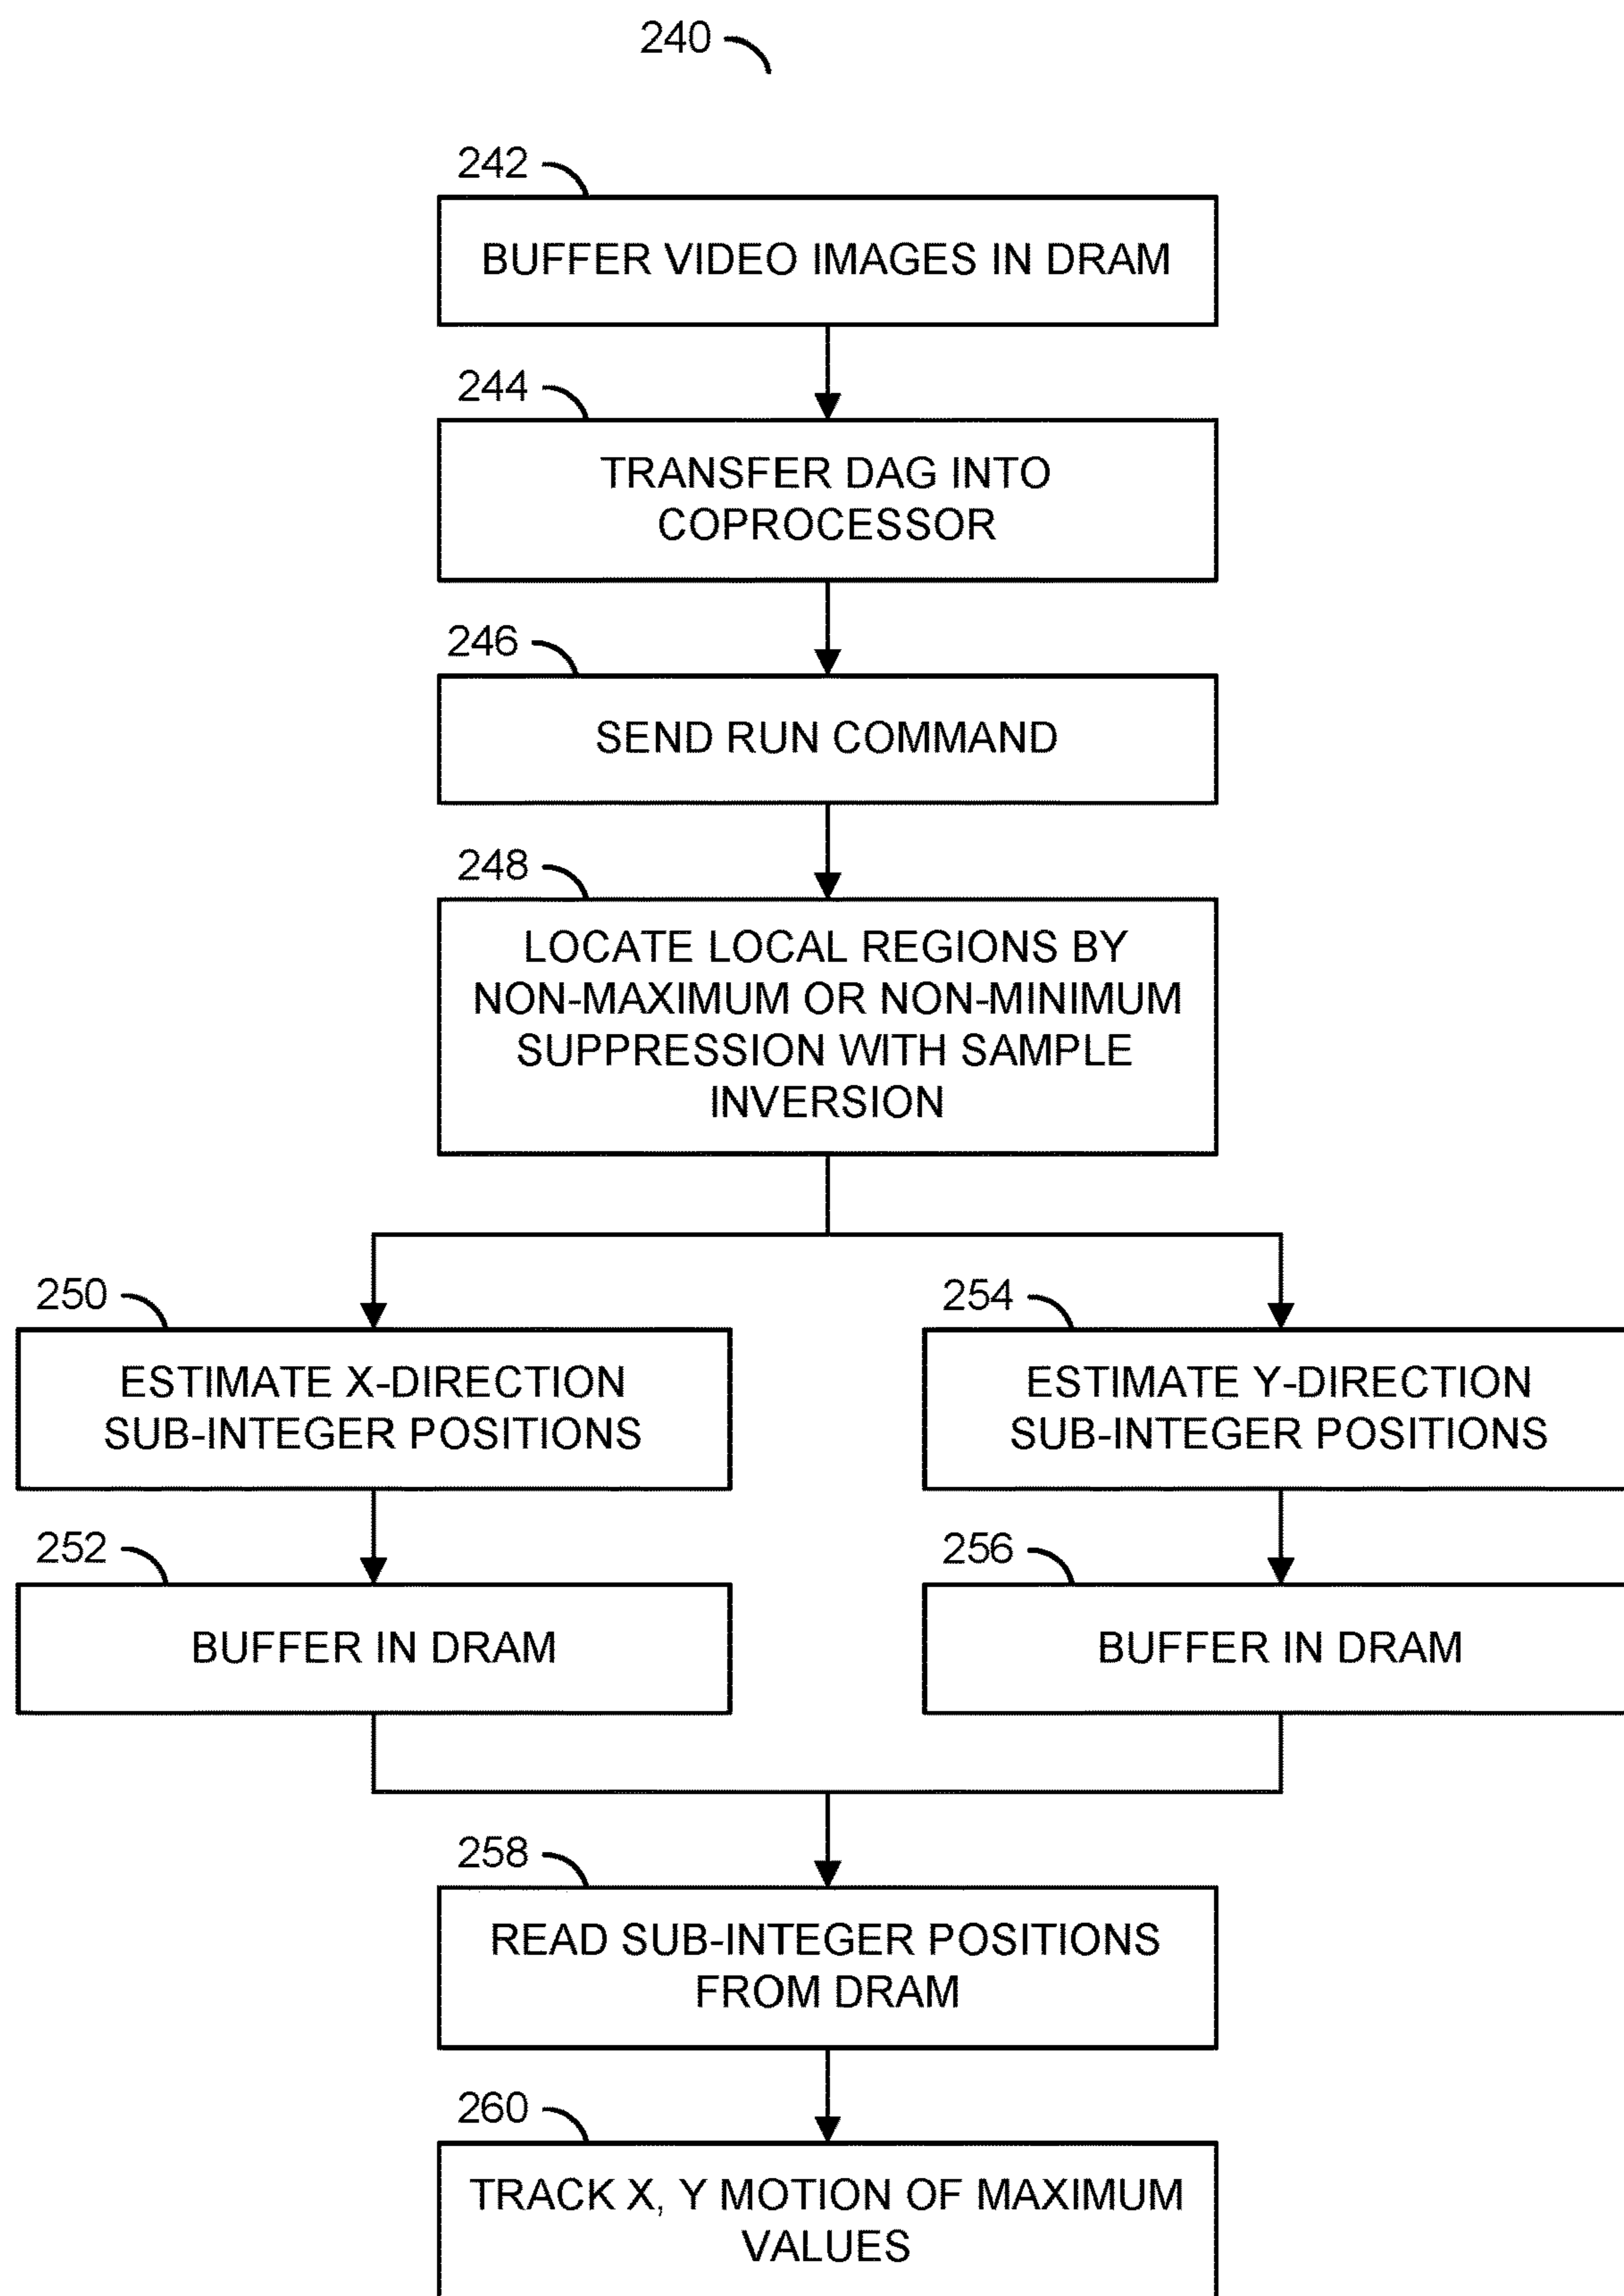 240
242
BUFFER VIDEO IMAGES IN DRAM
244
TRANSFER DAG INTO
COPROCESSOR
246
SEND RUN COMMAND
248
LOCATE LOCAL REGIONS BY
NON-MAXIMUM OR NON-MINIMUM
SUPPRESSION WITH SAMPLE
INVERSION
250
ESTIMATE X-DIRECTION
SUB-INTEGER POSITIONS
254
ESTIMATE Y-DIRECTION
SUB-INTEGER POSITIONS
252
BUFFER IN DRAM
256
BUFFER IN DRAM
258
READ SUB-INTEGER POSITIONS
FROM DRAM
260
TRACK X, Y MOTION OF MAXIMUM
VALUES